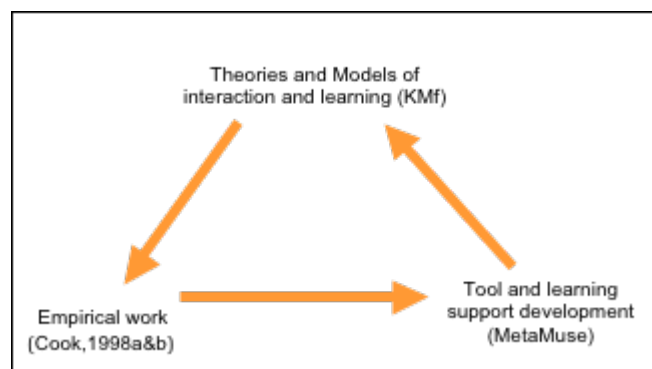 Theories and Models of
interaction and learning (KMf)
Tool and learning
support development
(MetaMuse)
Empirical work
(Cook,1998a&b)